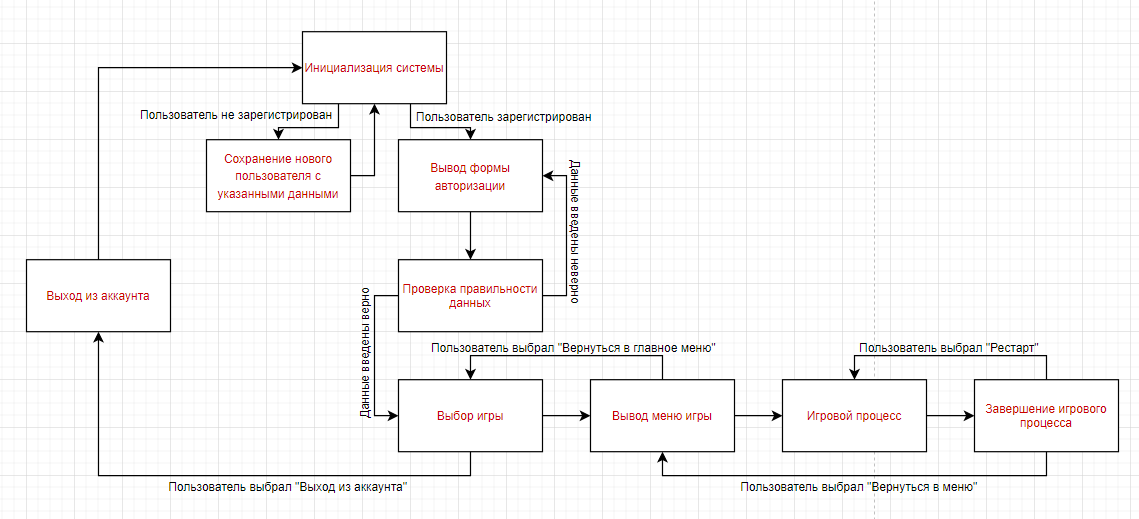 Инициализация системы
Пользователь не зарегистрирован
Пользователь зарегистрирован
Сохранение нового
пользователя с
указанными данными
Вывод формы
авторизации
Данные введены неверно
Выход из аккаунта
Проверка правильности
данных
Данные введены верно
Пользователь выбрал "Вернуться в главное меню"
Пользователь выбрал "Рестарт"
Выбор игры
Вывод меню игры
Игровой процесс
Завершение игрового
процесса
Пользователь выбрал "Выход из аккаунта"
Пользователь выбрал "Вернуться в меню"